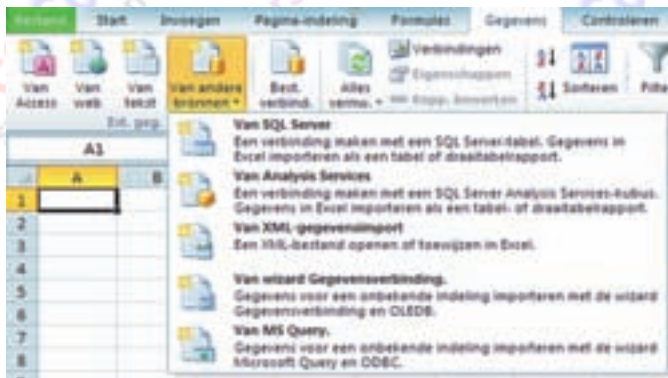 Bestand Start Invoegen Pagina-indeling Formules Gegevens Controleren
Van Access
Van web
Van tekst
Van andere bronnen
Best. verbind.
Alles vernw.
Verbindingen
Eigenschappen
Kopp. bewerken
Sorteren
Filter
Ext. geg.
A1
A B
1
2
3
4
5
6
7
8
Van SQL Server
Een verbinding maken met een SQL Server-tabel. Gegevens in
Excel importeren als een tabel of draaitabelrapport.
Van Analysis Services
Een verbinding maken met een SQL Server Analysis Services-kubus.
Gegevens in Excel importeren als een tabel- of draaitabelrapport.
Van XML-gegevensimport
Een XML-bestand openen of toewijzen in Excel.
Van wizard Gegevensverbinding.
Gegevens voor een onbekende indeling importeren met de wizard
Gegevensverbinding en OLEDB.
Van MS Query.
Gegevens voor een onbekende indeling importeren met de wizard
Microsoft Query en ODBC.